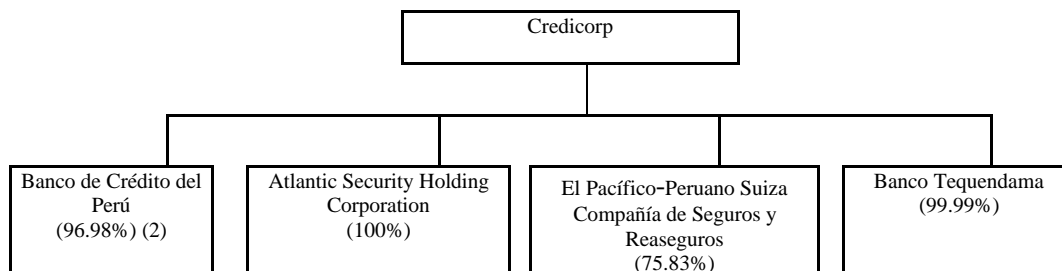 Credicorp
Banco de Crédito del
Perú
(96.98%) (2)
Atlantic Security Holding
Corporation
(100%)
El Pacífico-Peruano Suiza
Compañía de Seguros y
Reaseguros
(75.83%)
Banco Tequendama
(99.99%)